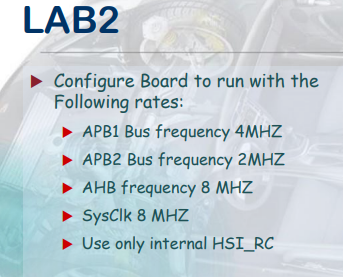 LAB2
Configure Board to run with the
Following rates:
APB1 Bus frequency 4MHZ
APB2 Bus frequency 2MHZ
AHB frequency 8 MHZ
SysClk 8 MHZ
Use only internal HSI_RC